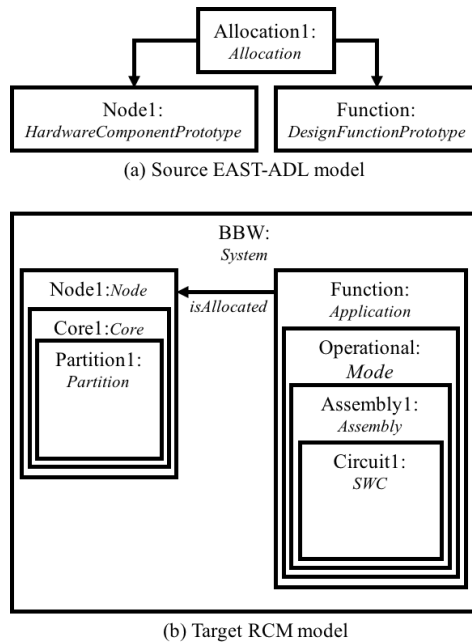 Allocation1:
Allocation
Node1:
HardwareComponentPrototype
Function:
DesignFunctionPrototype
(a) Source EAST-ADL model
BBW:
System
Node1:Node
isAllocated
Function:
Application
Core1:Core
Operational:
Mode
Partition1:
Partition
Assembly1:
Assembly
Circuit1:
SWC
(b) Target RCM model